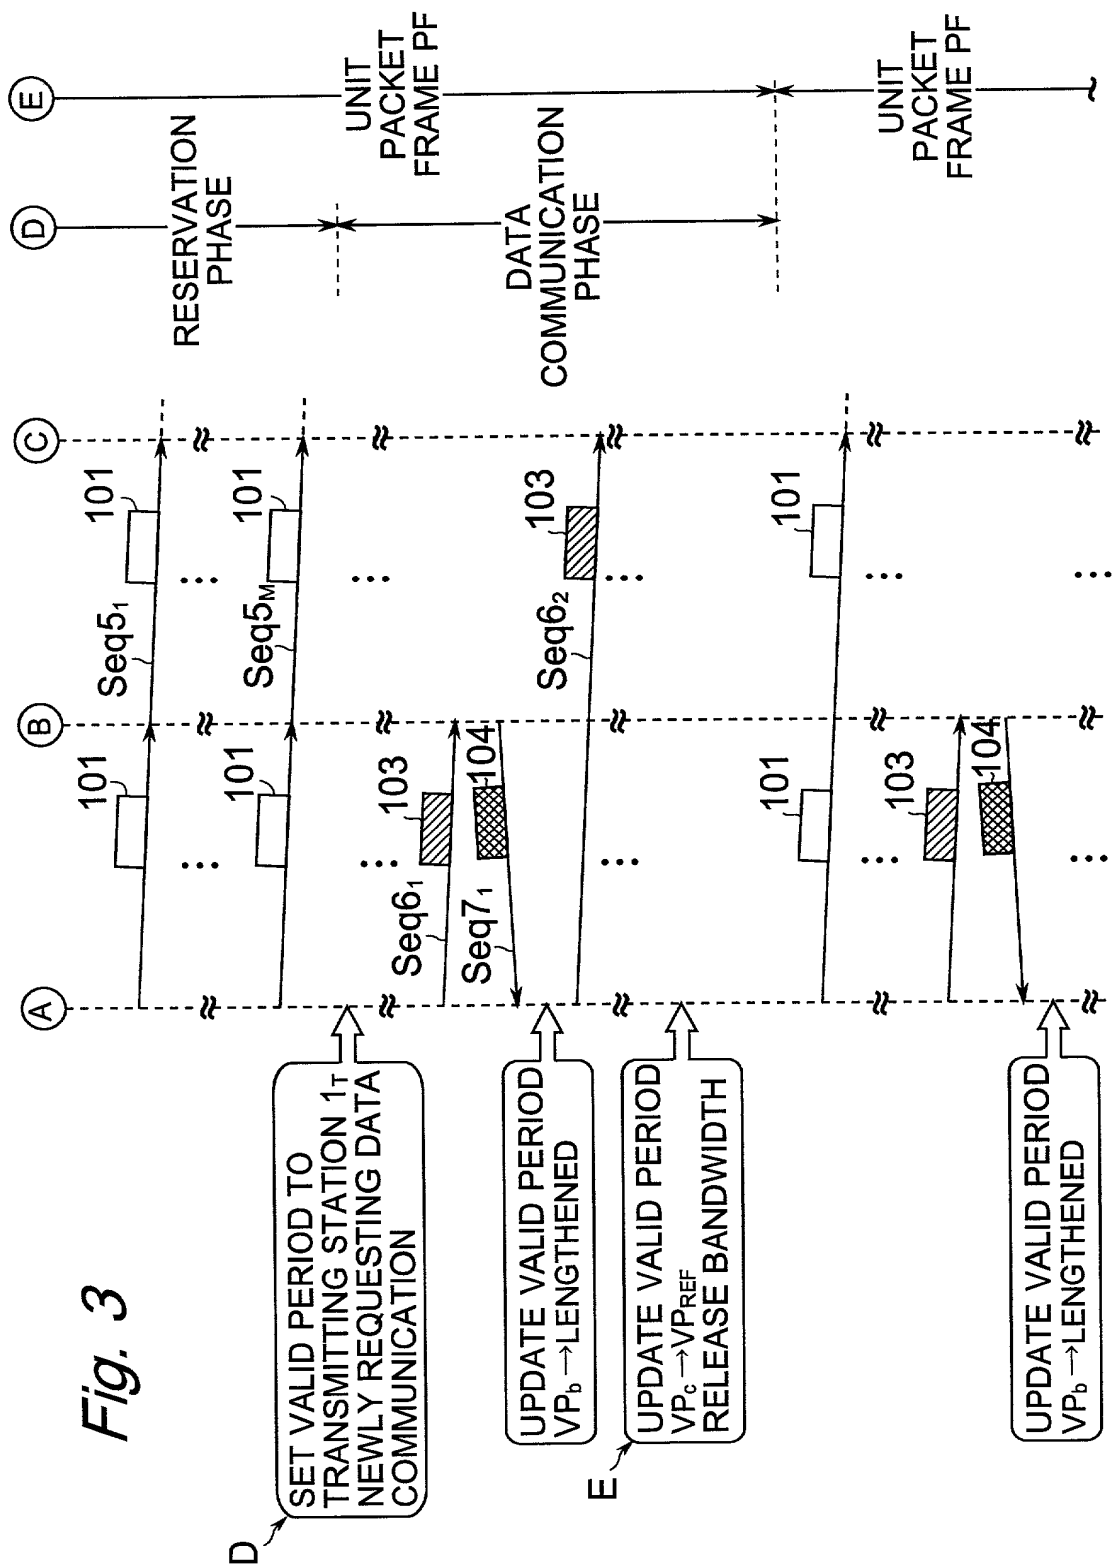 Fig. 3
A
B
C
D
E
101
101
Seq5₁
101
101
Seq5M
RESERVATION
PHASE
UNIT
PACKET
FRAME PF
D
SET VALID PERIOD TO
TRANSMITTING STATION 1T
NEWLY REQUESTING DATA
COMMUNICATION
Seq6₁
103
Seq7₁
104
UPDATE VALID PERIOD
VPb→LENGTHENED
Seq6₂
103
DATA
COMMUNICATION
PHASE
E
UPDATE VALID PERIOD
VPc→VPREF
RELEASE BANDWIDTH
101
101
UNIT
PACKET
FRAME PF
103
104
UPDATE VALID PERIOD
VPb→LENGTHENED